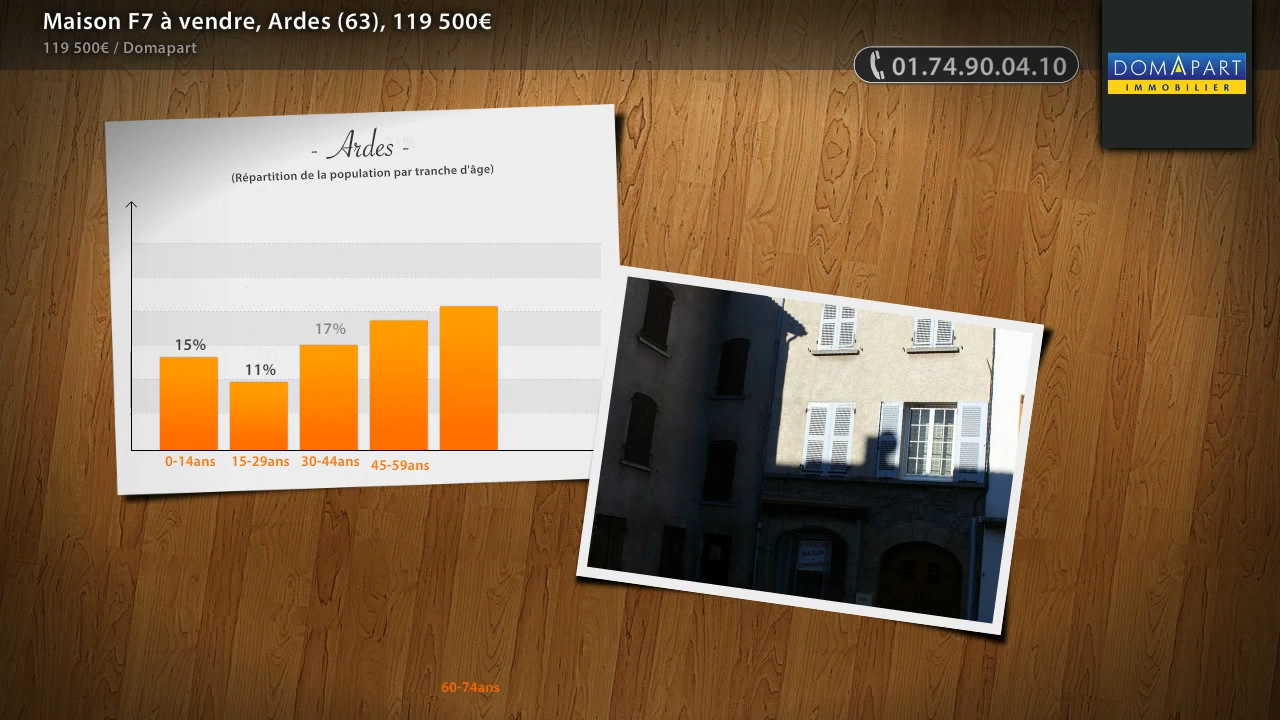 Maison F7 à vendre, Ardes (63), 119 500€
119 500€ / Domapart
01.74.90.04.10
DOMAPART
IMMOBILIER
- Ardes -
(Répartition de la population par tranche d'âge)
15%
11%
17%
0-14ans
15-29ans
30-44ans
45-59ans
60-74ans
MAISON